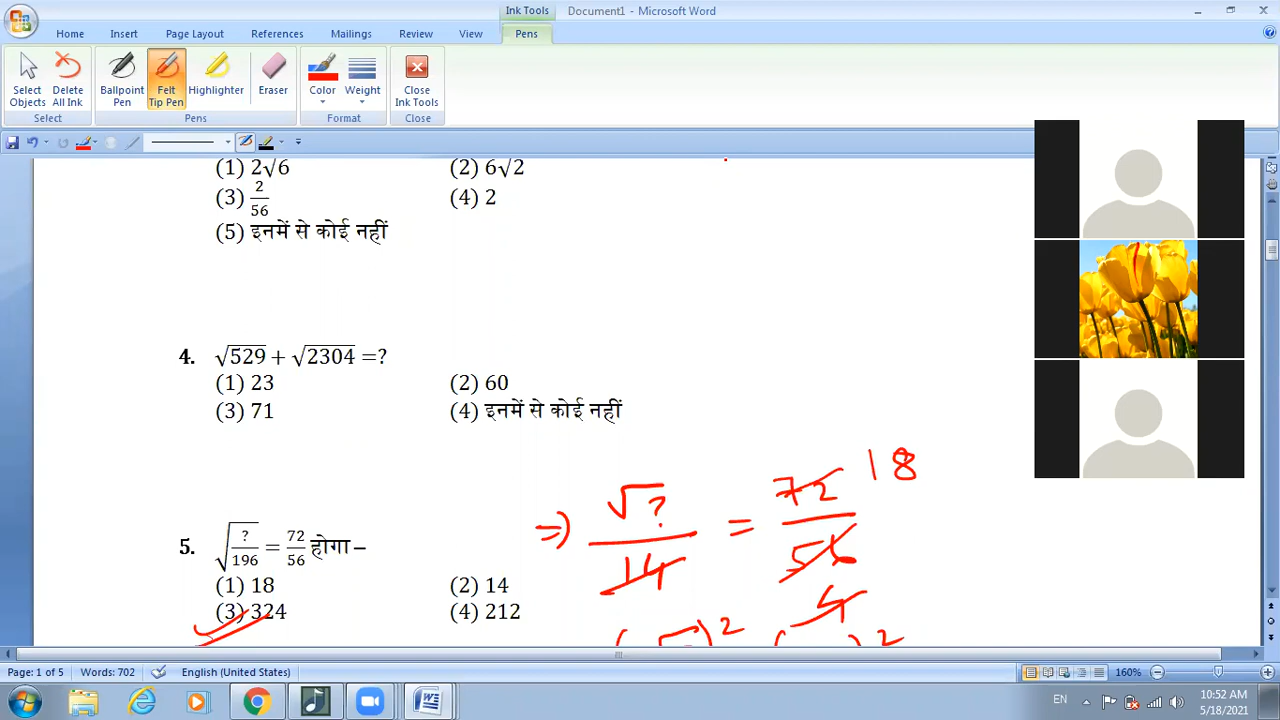 Ink Tools Document1 - Microsoft Word
Home Insert Page Layout References Mailings Review View Pens
Select Objects Delete All Ink Ballpoint Pen Felt Tip Pen Highlighter Eraser Color Weight Close Ink Tools
Select Pens Format Close
(1) 2√6 (2) 6√2
(3) 2/56 (4) 2
(5) इनमें से कोई नहीं
4. √529 + √2304 =?
(1) 23 (2) 60
(3) 71 (4) इनमें से कोई नहीं
⇒ √?/14 = 72/56 18
4
5. √(?/196) = 72/56 होगा –
(1) 18 (2) 14
(3) 324 (4) 212
Page: 1 of 5 Words: 702 English (United States) 160%
EN 10:52 AM
5/18/2021